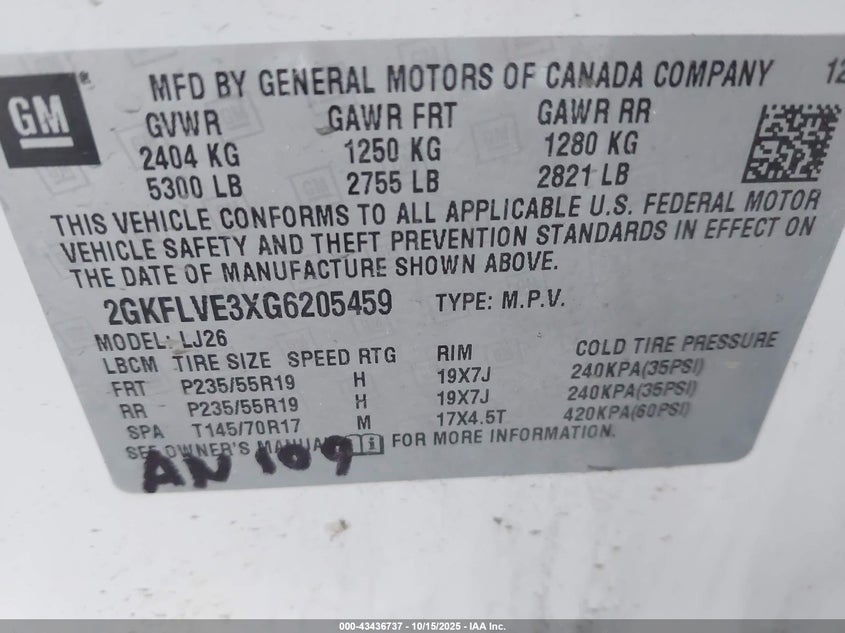 GM
®
MFD BY GENERAL MOTORS OF CANADA COMPANY 12
GVWR GAWR FRT GAWR RR
2404 KG 1250 KG 1280 KG
5300 LB 2755 LB 2821 LB
THIS VEHICLE CONFORMS TO ALL APPLICABLE U.S. FEDERAL MOTOR
VEHICLE SAFETY AND THEFT PREVENTION STANDARDS IN EFFECT ON
THE DATE OF MANUFACTURE SHOWN ABOVE.
2GKFLVE3XG6205459 TYPE: M.P.V.
MODEL: LJ26
LBCM TIRE SIZE SPEED RTG RIM COLD TIRE PRESSURE
FRT P235/55R19 H 19X7J 240KPA(35PSI)
RR P235/55R19 H 19X7J 240KPA(35PSI)
SPA T145/70R17 M 17X4.5T 420KPA(60PSI)
SEE OWNER'S MANUAL FOR MORE INFORMATION.
AN 109
000-43436737 - 10/15/2025 - IAA Inc.